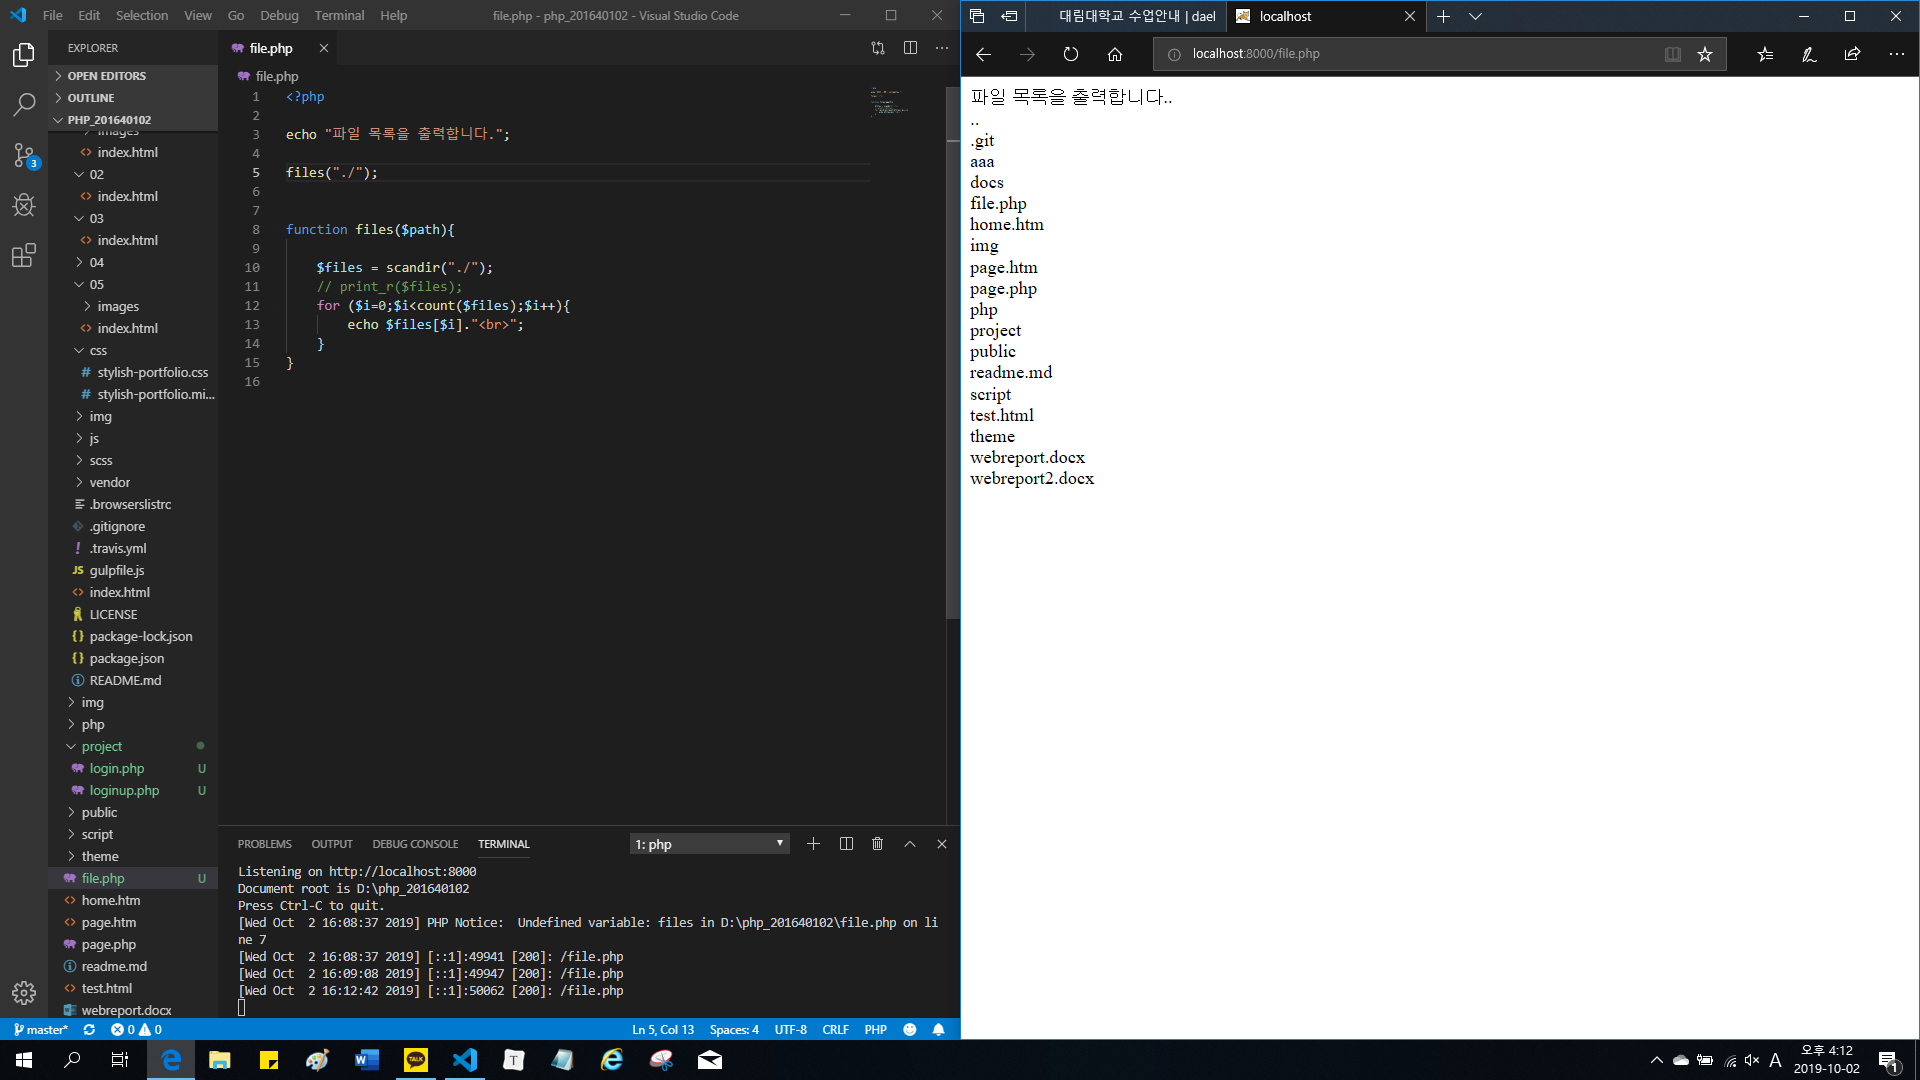 File Edit Selection View Go Debug Terminal Help
file.php - php_201640102 - Visual Studio Code
EXPLORER
OPEN EDITORS
OUTLINE
PHP_201640102
images
index.html
02
index.html
03
index.html
04
05
images
index.html
css
stylish-portfolio.css
stylish-portfolio.mi...
img
js
scss
vendor
.browserslistrc
.gitignore
.travis.yml
gulpfile.js
index.html
LICENSE
package-lock.json
package.json
README.md
img
php
project
login.php U
loginup.php U
public
script
theme
file.php U
home.htm
page.htm
page.php
readme.md
test.html
webreport.docx
3
file.php
file.php
1 <?php
2
3 echo "파일 목록을 출력합니다.";
4
5 files("./");
6
7
8 function files($path){
9
10 $files = scandir("./");
11 // print_r($files);
12 for ($i=0;$i<count($files);$i++){
13 echo $files[$i]."<br>";
14 }
15 }
16
PROBLEMS OUTPUT DEBUG CONSOLE TERMINAL
1: php
Listening on http://localhost:8000
Document root is D:\php_201640102
Press Ctrl-C to quit.
[Wed Oct  2 16:08:37 2019] PHP Notice:  Undefined variable: files in D:\php_201640102\file.php on li
ne 7
[Wed Oct  2 16:08:37 2019] [::1]:49941 [200]: /file.php
[Wed Oct  2 16:09:08 2019] [::1]:49947 [200]: /file.php
[Wed Oct  2 16:12:42 2019] [::1]:50062 [200]: /file.php
master* 0 0
Ln 5, Col 13 Spaces: 4 UTF-8 CRLF PHP
대림대학교 수업안내 | dael
localhost
localhost:8000/file.php
파일 목록을 출력합니다..
..
.git
aaa
docs
file.php
home.htm
img
page.htm
page.php
php
project
public
readme.md
script
test.html
theme
webreport.docx
webreport2.docx
TALK
T
A
오후 4:12
2019-10-02
1